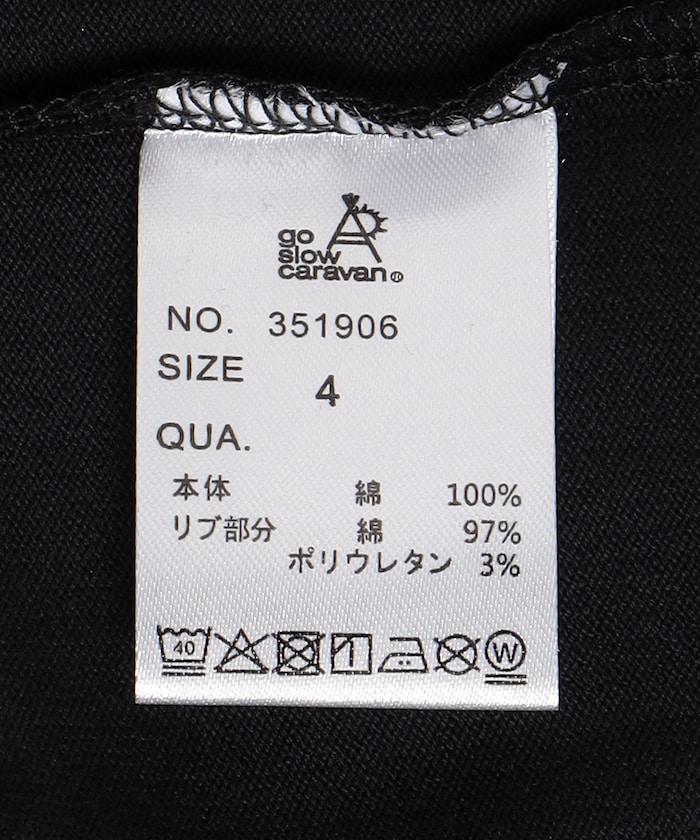 go
slow
caravan®
NO. 351906
SIZE 4
QUA.
本体 綿 100%
リブ部分 綿 97%
ポリウレタン 3%
40 W